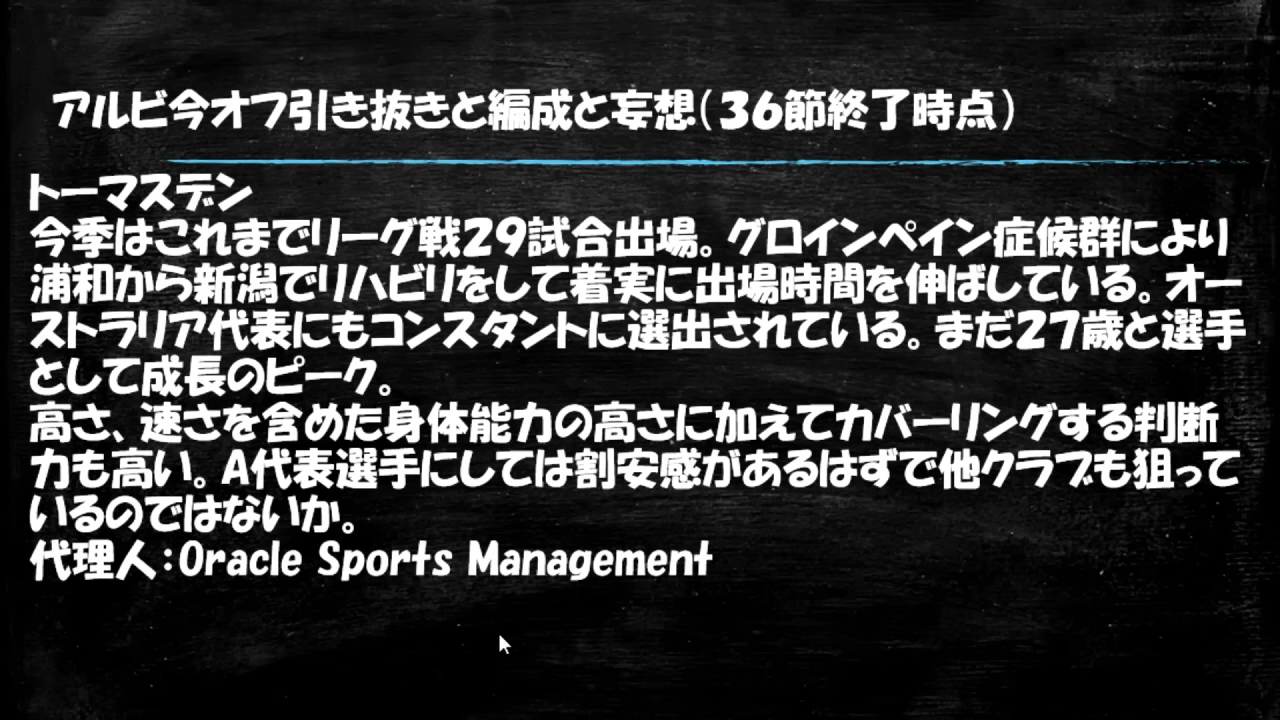 アルビ今オフ引き抜きと編成と妄想(36節終了時点)
トーマスデン
今季はこれまでリーグ戦29試合出場。グロインペイン症候群により
浦和から新潟でリハビリをして着実に出場時間を伸ばしている。オー
ストラリア代表にもコンスタントに選出されている。まだ27歳と選手
として成長のピーク。
高さ、速さを含めた身体能力の高さに加えてカバーリングする判断
力も高い。A代表選手にしては割安感があるはずで他クラブも狙って
いるのではないか。
代理人:Oracle Sports Management